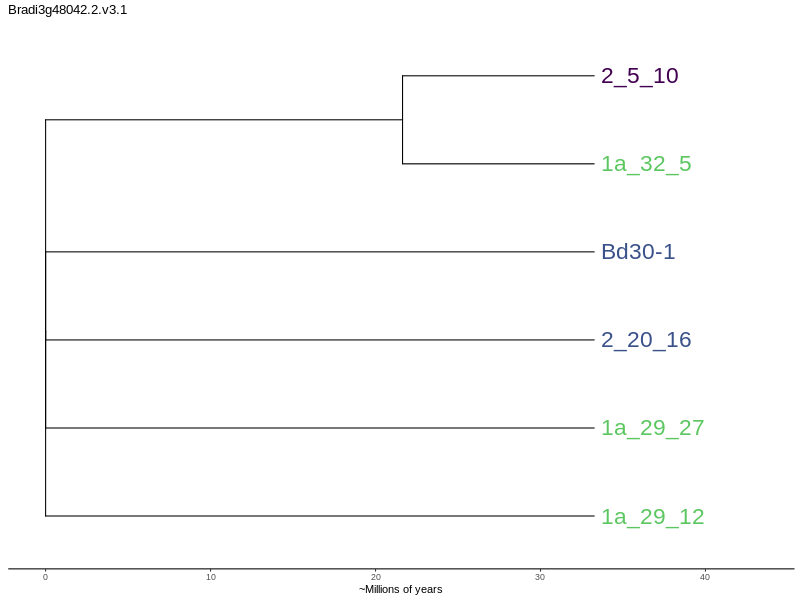 Bradi3g48042.2.v3.1
2_5_10
1a_32_5
Bd30-1
2_20_16
1a_29_27
1a_29_12
0 10 20 30 40
~Millions of years